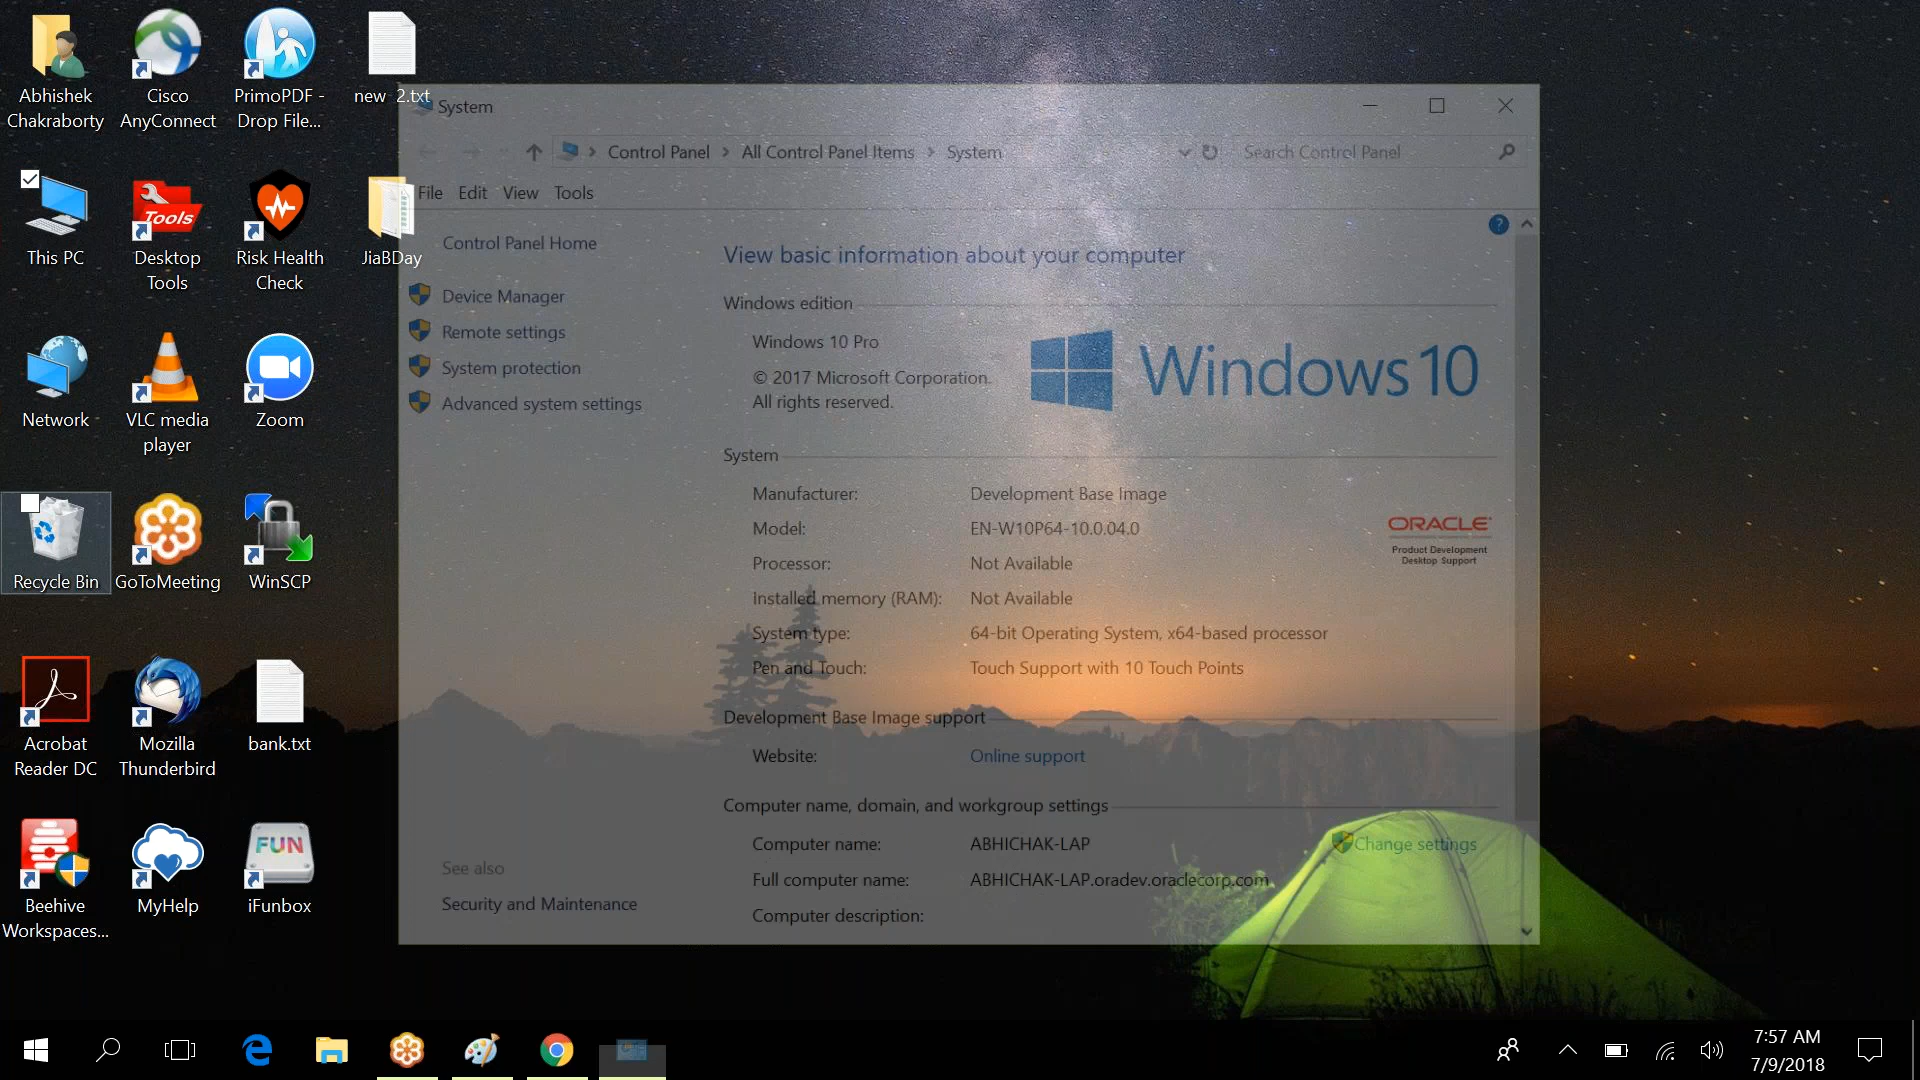 Abhishek
Chakraborty
Cisco
AnyConnect
PrimoPDF -
Drop File...
new 2.txt
This PC
Tools
Desktop
Tools
Risk Health
Check
JiaBDay
Network
VLC media
player
Zoom
Recycle Bin
GoToMeeting
WinSCP
Acrobat
Reader DC
Mozilla
Thunderbird
bank.txt
Beehive
Workspaces...
MyHelp
FUN
iFunbox
System
Control Panel > All Control Panel Items > System
Search Control Panel
File Edit View Tools
Control Panel Home
Device Manager
Remote settings
System protection
Advanced system settings
See also
Security and Maintenance
?
View basic information about your computer
Windows edition
Windows 10 Pro
© 2017 Microsoft Corporation.
All rights reserved.
Windows 10
System
Manufacturer: Development Base Image
Model: EN-W10P64-10.0.04.0
Processor: Not Available
Installed memory (RAM): Not Available
System type: 64-bit Operating System, x64-based processor
Pen and Touch: Touch Support with 10 Touch Points
ORACLE
Product Development
Desktop Support
Development Base Image support
Website: Online support
Computer name, domain, and workgroup settings
Computer name: ABHICHAK-LAP
Change settings
Full computer name: ABHICHAK-LAP.oradev.oraclecorp.com
Computer description:
7:57 AM
7/9/2018